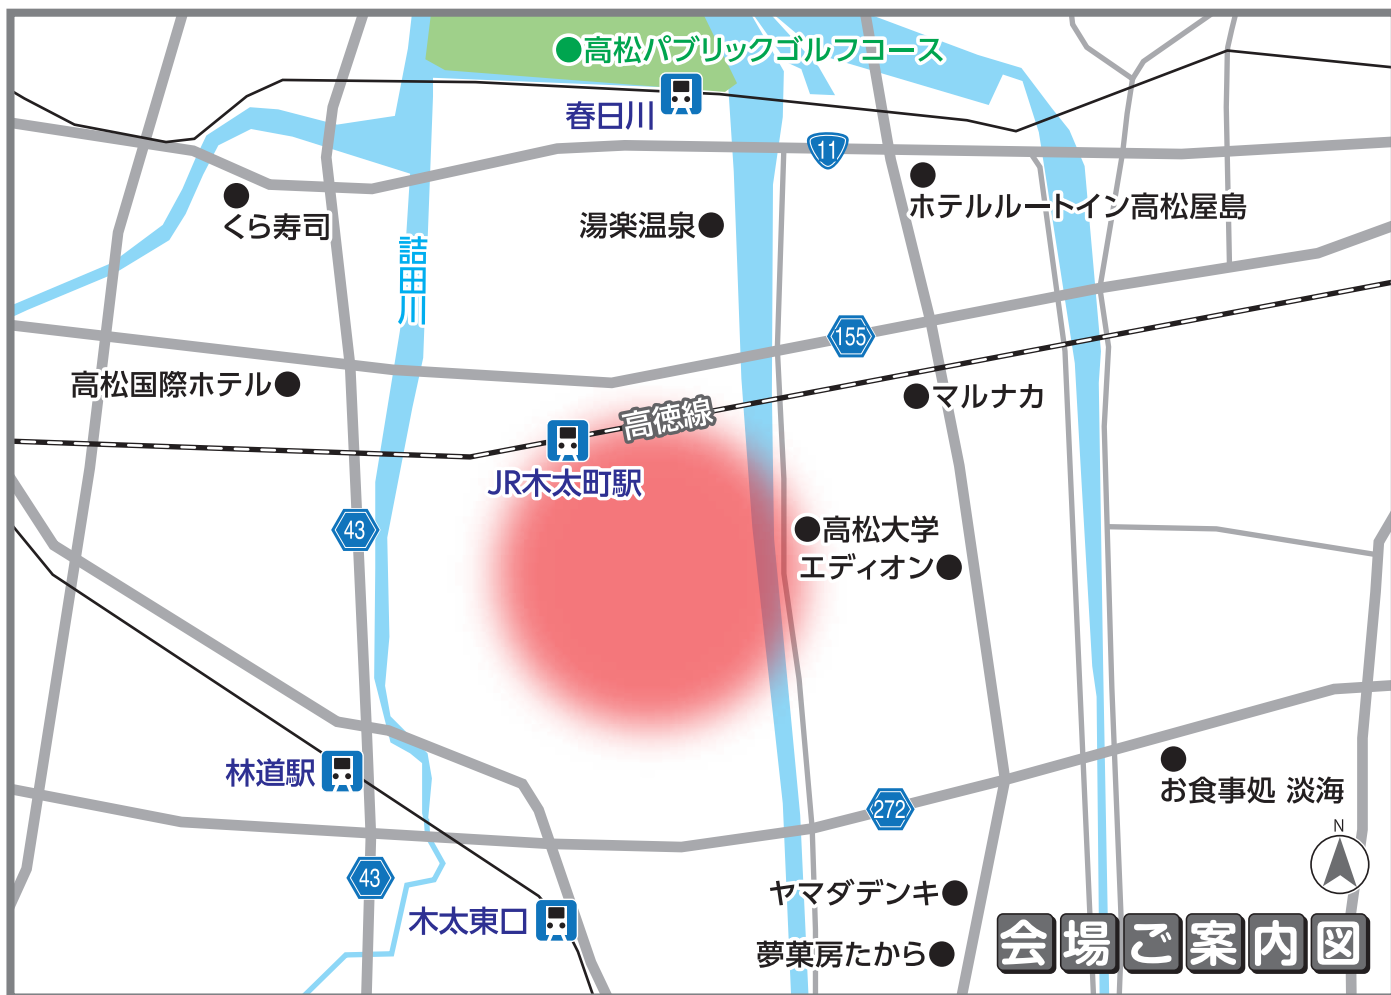 高松パブリックゴルフコース
春日川
11
ホテルルートイン高松屋島
くら寿司
湯楽温泉
詰田川
155
高松国際ホテル
マルナカ
高徳線
JR木太町駅
43
高松大学
エディオン
林道駅
お食事処 淡海
272
N
43
ヤマダデンキ
木太東口
夢菓房たから
会場ご案内図